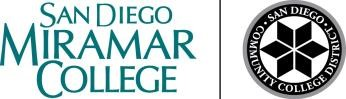 SAN DIEGO
MIRAMAR
COLLEGE
SAN DIEGO
COMMUNITY COLLEGE DISTRICT